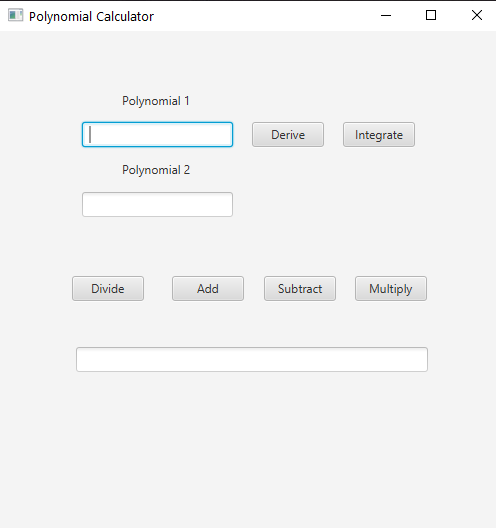 Polynomial Calculator
Polynomial 1
Derive Integrate
Polynomial 2
Divide Add Subtract Multiply